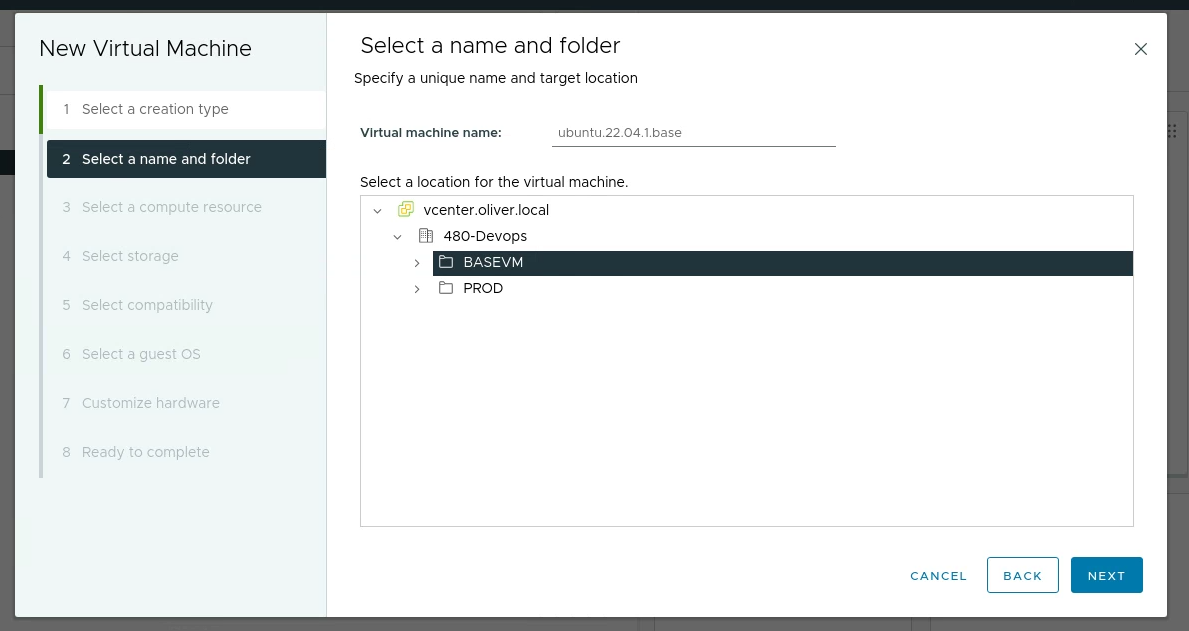 New Virtual Machine
1 Select a creation type
2 Select a name and folder
3 Select a compute resource
4 Select storage
5 Select compatibility
6 Select a guest OS
7 Customize hardware
8 Ready to complete
Select a name and folder
Specify a unique name and target location
Virtual machine name: ubuntu.22.04.1.base
Select a location for the virtual machine.
vcenter.oliver.local
480-Devops
BASEVM
PROD
CANCEL BACK NEXT